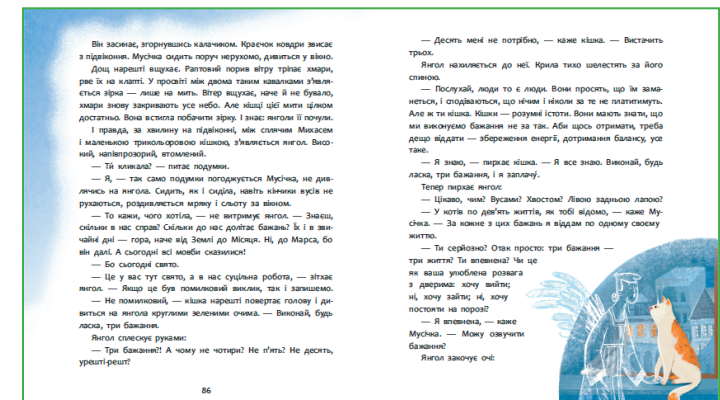 Він засинає, згорнувшись калачиком. Краєчок ковдри звисає
з підвіконня. Мусічка сидить поруч нерухомо, дивиться у вікно.
Дощ нарешті вщухає. Раптовий порив вітру тріпає хмари,
рве їх на клапті. У просвіті між двома такими кавалками з’явля-
ється зірка — лише на мить. Вітер вщухає, наче й не бувало,
хмари знову закривають усе небо. Але кішці цієї миті цілком
достатньо. Вона встигла побачити зірку. І знає: янголи її почули.
І правда, за хвилину на підвіконні, між сплячим Михасем
і маленькою трикольоровою кішкою, з’являється янгол. Висо-
кий, напівпрозорий, втомлений.
— Ти́ кликала? — питає подумки.
— Я, — так само подумки погоджується Мусічка, не див-
лячись на янгола. Сидить, як і сиділа, навіть кінчики вусів не
рухаються, роздивляється мряку і сльоту за вікном.
— То кажи, чого хотіла, — не витримує янгол. — Знаєш,
скільки в нас справ? Скільки до нас долітає бажань? Їх і в зви-
чайні дні — гора, наче від Землі до Місяця. Ні, до Марса, бо
він далі. А сьогодні всі мовби сказилися!
— Бо сьогодні свято.
— Це у вас тут свято, а в нас суцільна робота, — зітхає
янгол. — Якщо це був помилковий виклик, так і запишемо.
— Не помилковий, — кішка нарешті повертає голову і ди-
виться на янгола круглими зеленими очима. — Виконай, будь
ласка, три бажання.
Янгол сплескує руками:
— Три бажання?! А чому не чотири? Не п’ять? Не десять,
урешті-решт?
86
— Десять мені не потрібно, — каже кішка. — Вистачить
трьох.
Янгол нахиляється до неї. Крила тихо шелестять за його
спиною.
— Послухай, люди то є люди. Вони просять, що їм зама-
неться, і сподіваються, що нічим і ніколи за те не платитимуть.
Але ж ти кішка. Кішки — розумні істоти. Вони мають знати, що
ми виконуємо бажання не за так. Аби щось отримати, треба
дещо віддати — збереження енергії, дотримання балансу, усе
таке.
— Я знаю, — пирхає кішка. — Я все знаю. Виконай, будь
ласка, три бажання, і я заплачу́.
Тепер пирхає янгол:
— Цікаво, чим? Вусами? Хвостом? Лівою задньою лапою?
— У котів по дев’ять життів, як тобі відомо, — каже Му-
січка. — За кожне з цих бажань я віддам по одному своєму
життю.
— Ти серйозно? Отак просто: три бажання —
три життя? Ти впевнена? Чи це
як ваша улюблена розвага
з дверима: хочу вийти;
ні, хочу зайти; ні, хочу
постояти на порозі?
— Я впевнена, — каже
Мусічка. — Можу озвучити
бажання?
Янгол закочує очі: